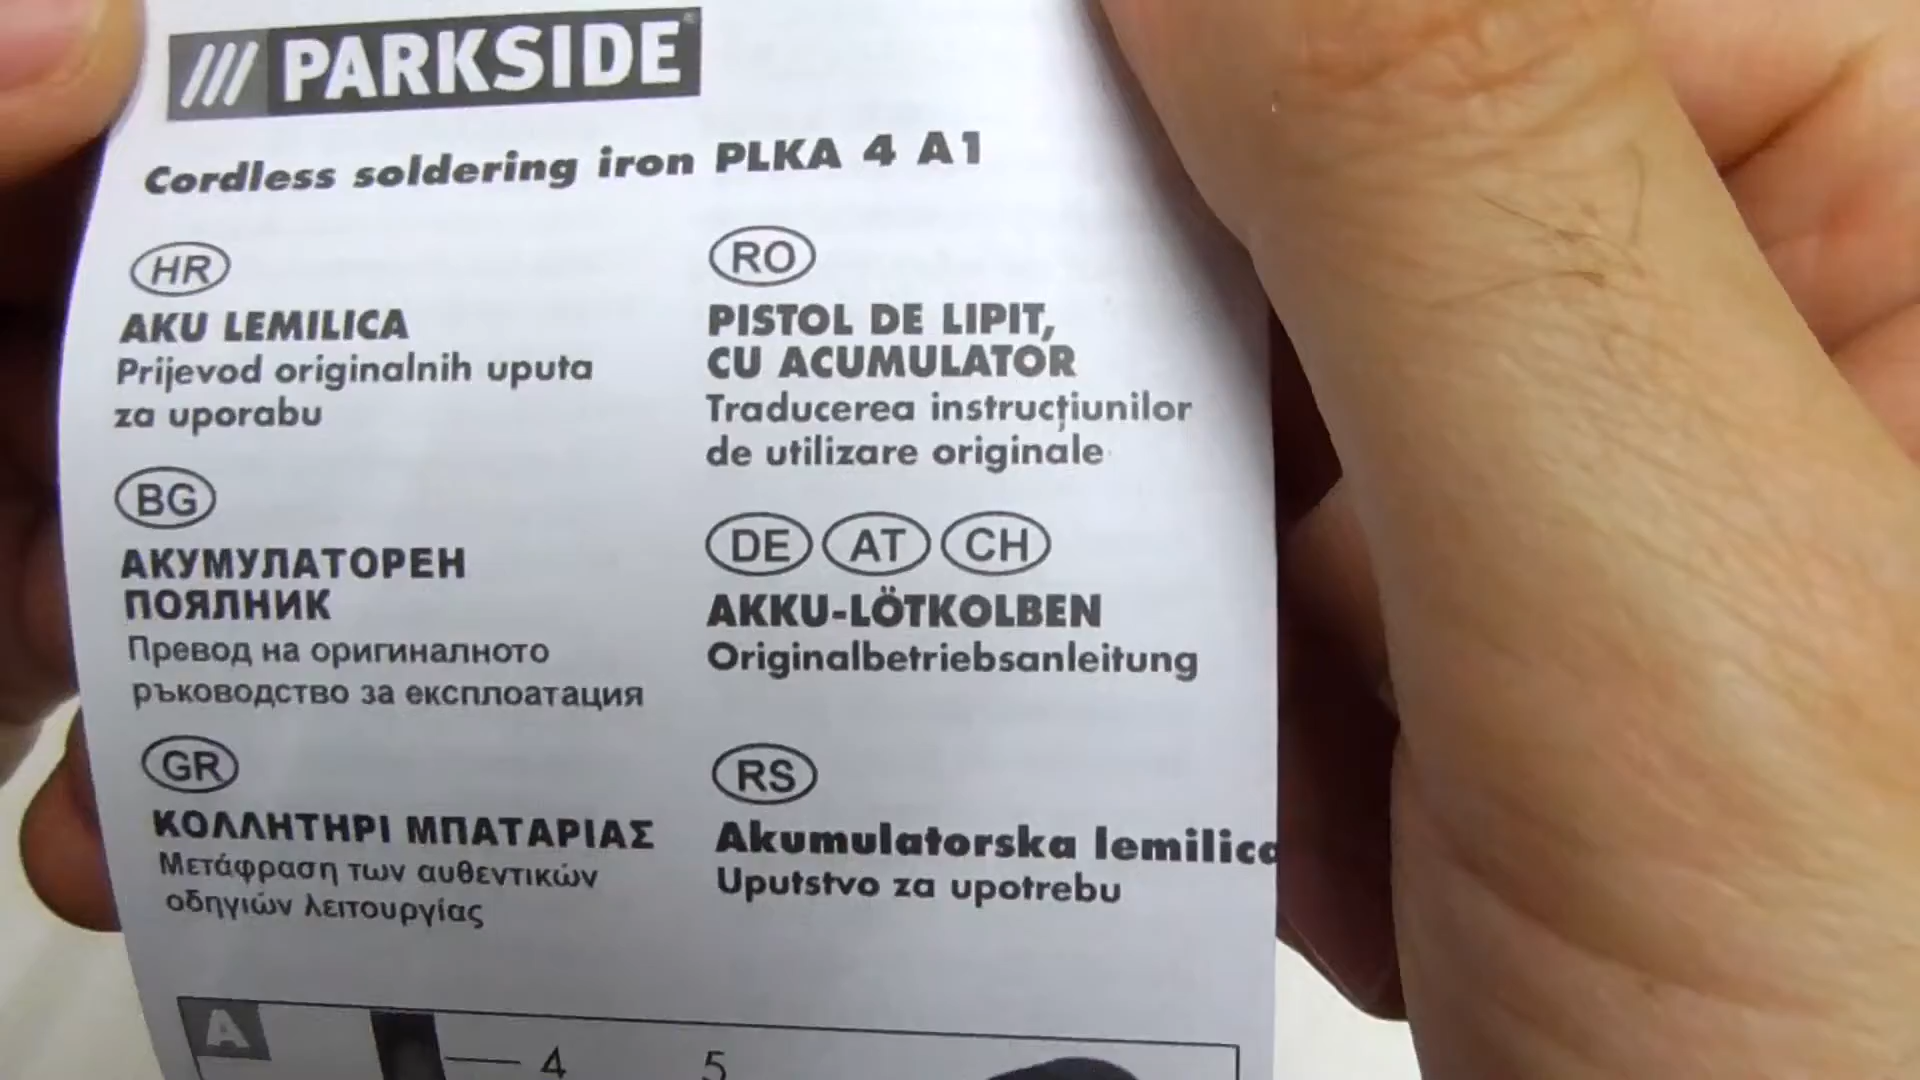 PARKSIDE®
Cordless soldering iron PLKA 4 A1
HR
AKU LEMILICA
Prijevod originalnih uputa
za uporabu
BG
АКУМУЛАТОРЕН
ПОЯЛНИК
Превод на оригиналното
ръководство за експлоатация
GR
ΚΟΛΛΗΤΗΡΙ ΜΠΑΤΑΡΙΑΣ
Μετάφραση των αυθεντικών
οδηγιών λειτουργίας
RO
PISTOL DE LIPIT,
CU ACUMULATOR
Traducerea instrucţiunilor
de utilizare originale
DE AT CH
AKKU-LÖTKOLBEN
Originalbetriebsanleitung
RS
Akumulatorska lemilica
Uputstvo za upotrebu
A
4 5